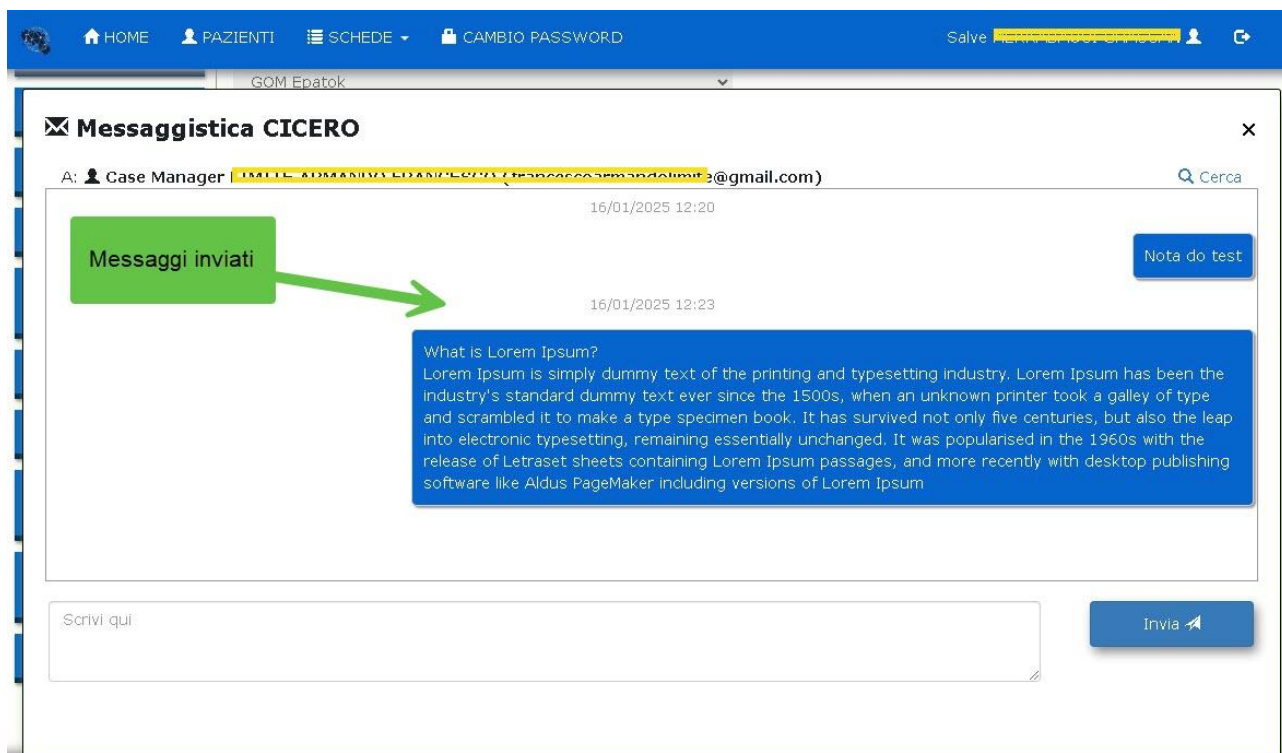 HOME PAZIENTI SCHEDE CAMBIO PASSWORD Salve
GOM Epatok
Messaggistica CICERO
A: Case Manager @gmail.com)
Cerca
16/01/2025 12:20
Nota do test
Messaggi inviati
16/01/2025 12:23
What is Lorem Ipsum?
Lorem Ipsum is simply dummy text of the printing and typesetting industry. Lorem Ipsum has been the
industry's standard dummy text ever since the 1500s, when an unknown printer took a galley of type
and scrambled it to make a type specimen book. It has survived not only five centuries, but also the leap
into electronic typesetting, remaining essentially unchanged. It was popularised in the 1960s with the
release of Letraset sheets containing Lorem Ipsum passages, and more recently with desktop publishing
software like Aldus PageMaker including versions of Lorem Ipsum
Scrivi qui
Invia